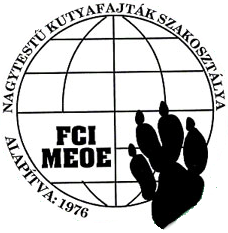 NAGYTESTŰ KUTYAFAJTÁK SZAKOSZTÁLYA
FCI
MEOE
ALAPÍTVA: 1976